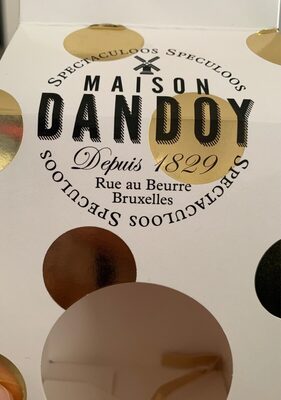 SPECTACULOOS SPECULOOS
MAISON
DANDOY
Depuis 1829
Rue au Beurre
Bruxelles
SPECTACULOOS SPECULOOS